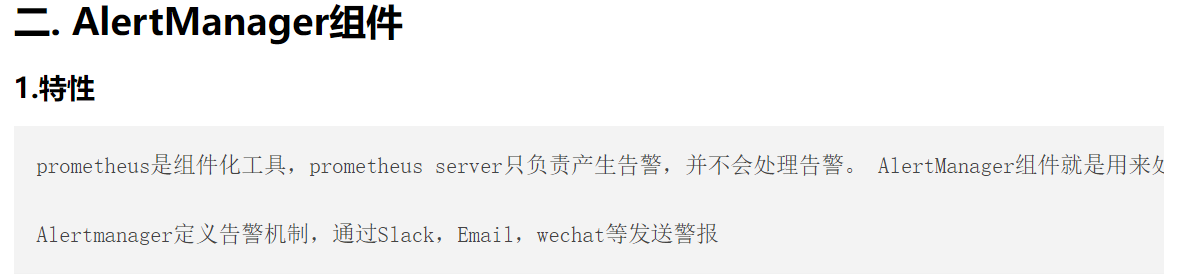 二. AlertManager组件
1.特性
prometheus是组件化工具，prometheus server只负责产生告警，并不会处理告警。 AlertManager组件就是用来
Alertmanager定义告警机制，通过Slack，Email，wechat等发送警报